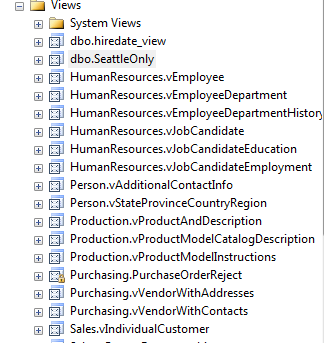 Views
System Views
dbo.hiredate_view
dbo.SeattleOnly
HumanResources.vEmployee
HumanResources.vEmployeeDepartment
HumanResources.vEmployeeDepartmentHistory
HumanResources.vJobCandidate
HumanResources.vJobCandidateEducation
HumanResources.vJobCandidateEmployment
Person.vAdditionalContactInfo
Person.vStateProvinceCountryRegion
Production.vProductAndDescription
Production.vProductModelCatalogDescription
Production.vProductModelInstructions
Purchasing.PurchaseOrderReject
Purchasing.vVendorWithAddresses
Purchasing.vVendorWithContacts
Sales.vIndividualCustomer